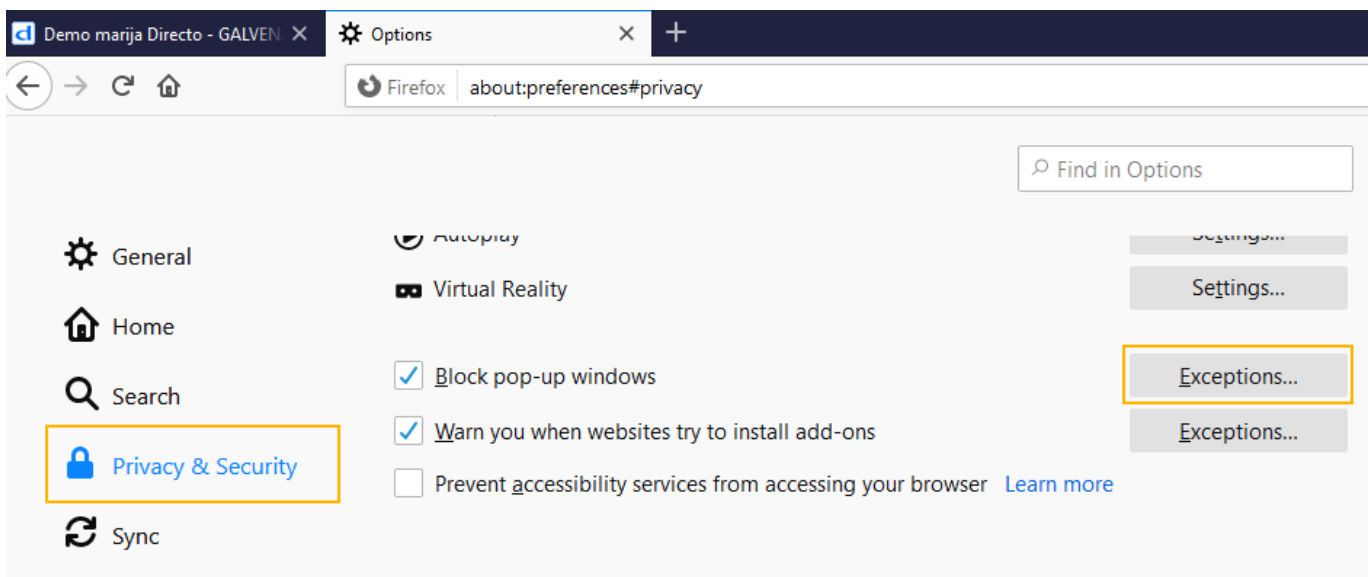 Demo marija Directo - GALVEN
Options
Firefox about:preferences#privacy
Find in Options
General
Home
Search
Privacy & Security
Sync
Autoplay Settings...
Virtual Reality Settings...
Block pop-up windows Exceptions...
Warn you when websites try to install add-ons Exceptions...
Prevent accessibility services from accessing your browser Learn more